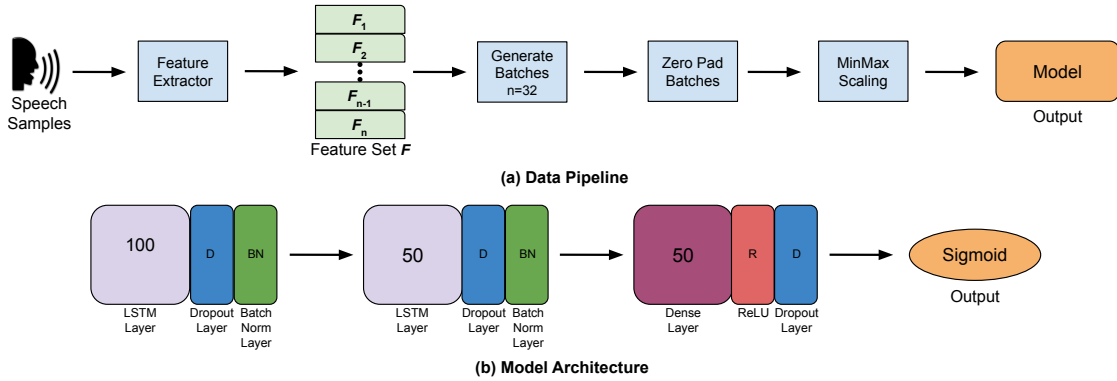 F1
F2
Fn-1
Fn
Feature Set F
Speech
Samples
Feature
Extractor
Generate
Batches
n=32
Zero Pad
Batches
MinMax
Scaling
Model
Output
(a) Data Pipeline
100
D
BN
LSTM
Layer
Dropout
Layer
Batch
Norm
Layer
50
D
BN
LSTM
Layer
Dropout
Layer
Batch
Norm
Layer
50
R
D
Dense
Layer
ReLU
Dropout
Layer
Sigmoid
Output
(b) Model Architecture